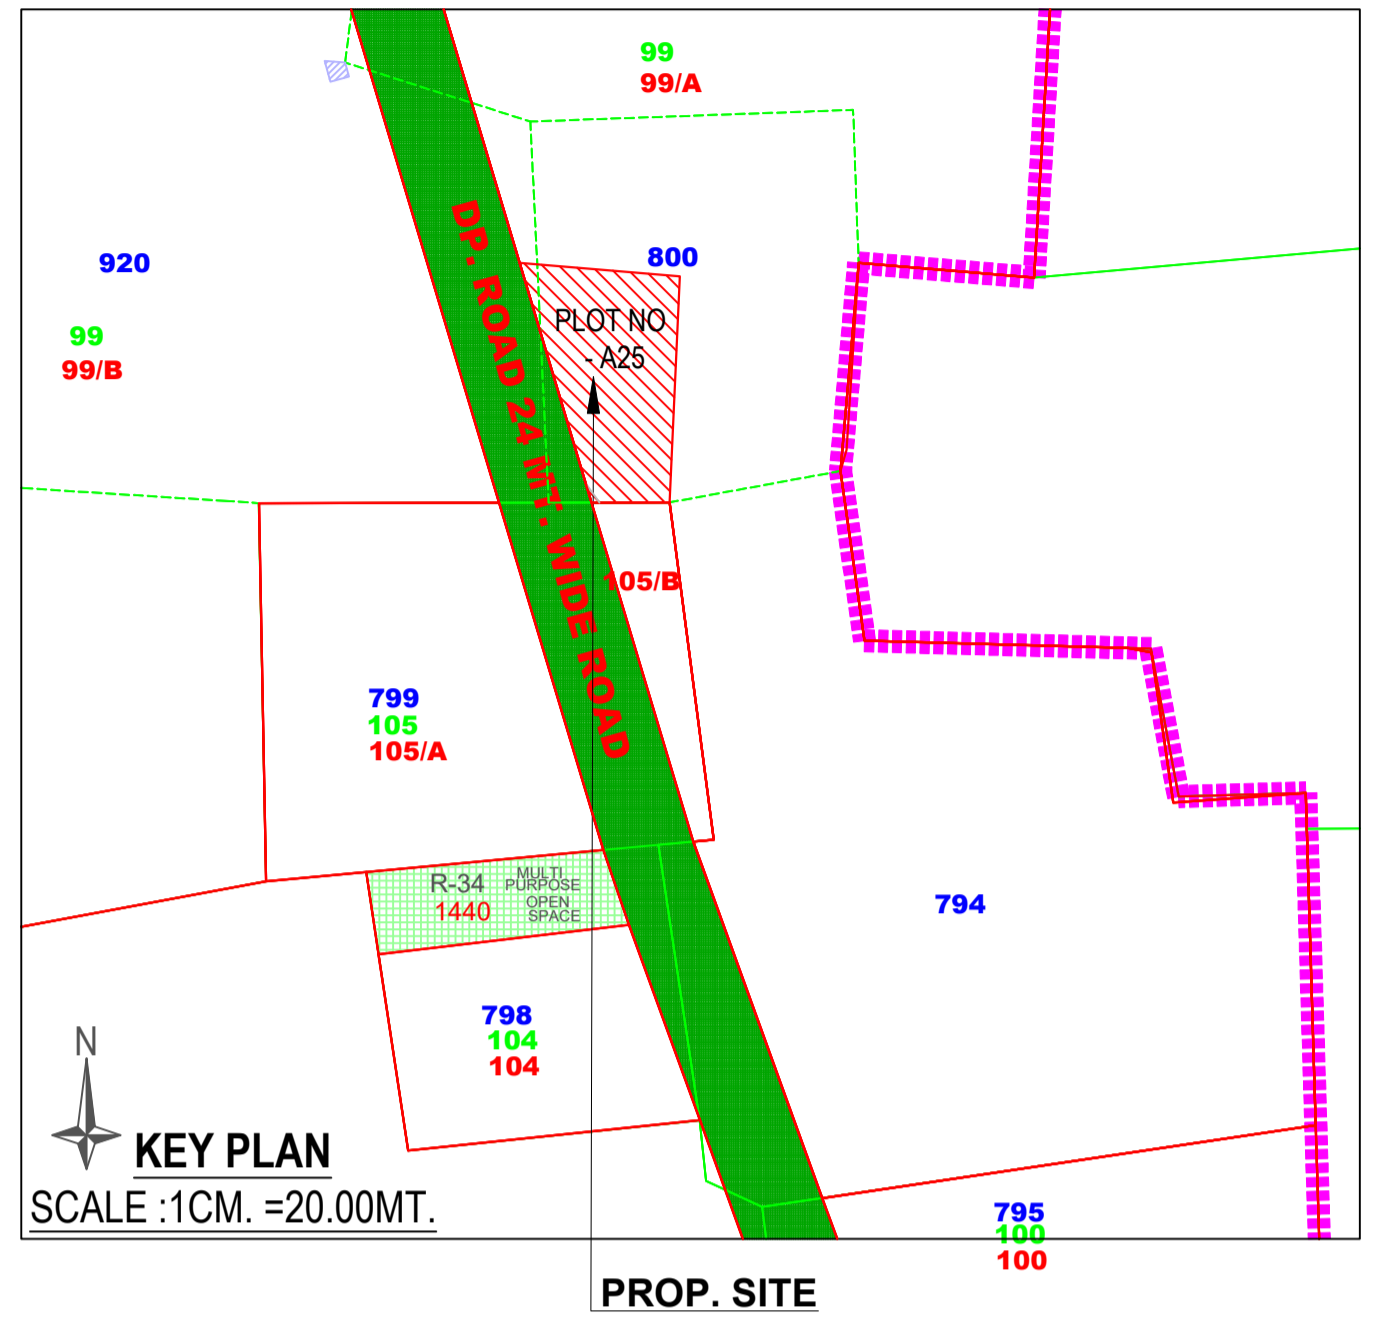 99
99/A
920
99
99/B
800
PLOT NO
- A25
DP. ROAD 24 MT. WIDE ROAD
105/B
799
105
105/A
R-34
1440
MULTI
PURPOSE
OPEN
SPACE
794
798
104
104
N
KEY PLAN
SCALE :1CM. =20.00MT.
795
100
100
PROP. SITE